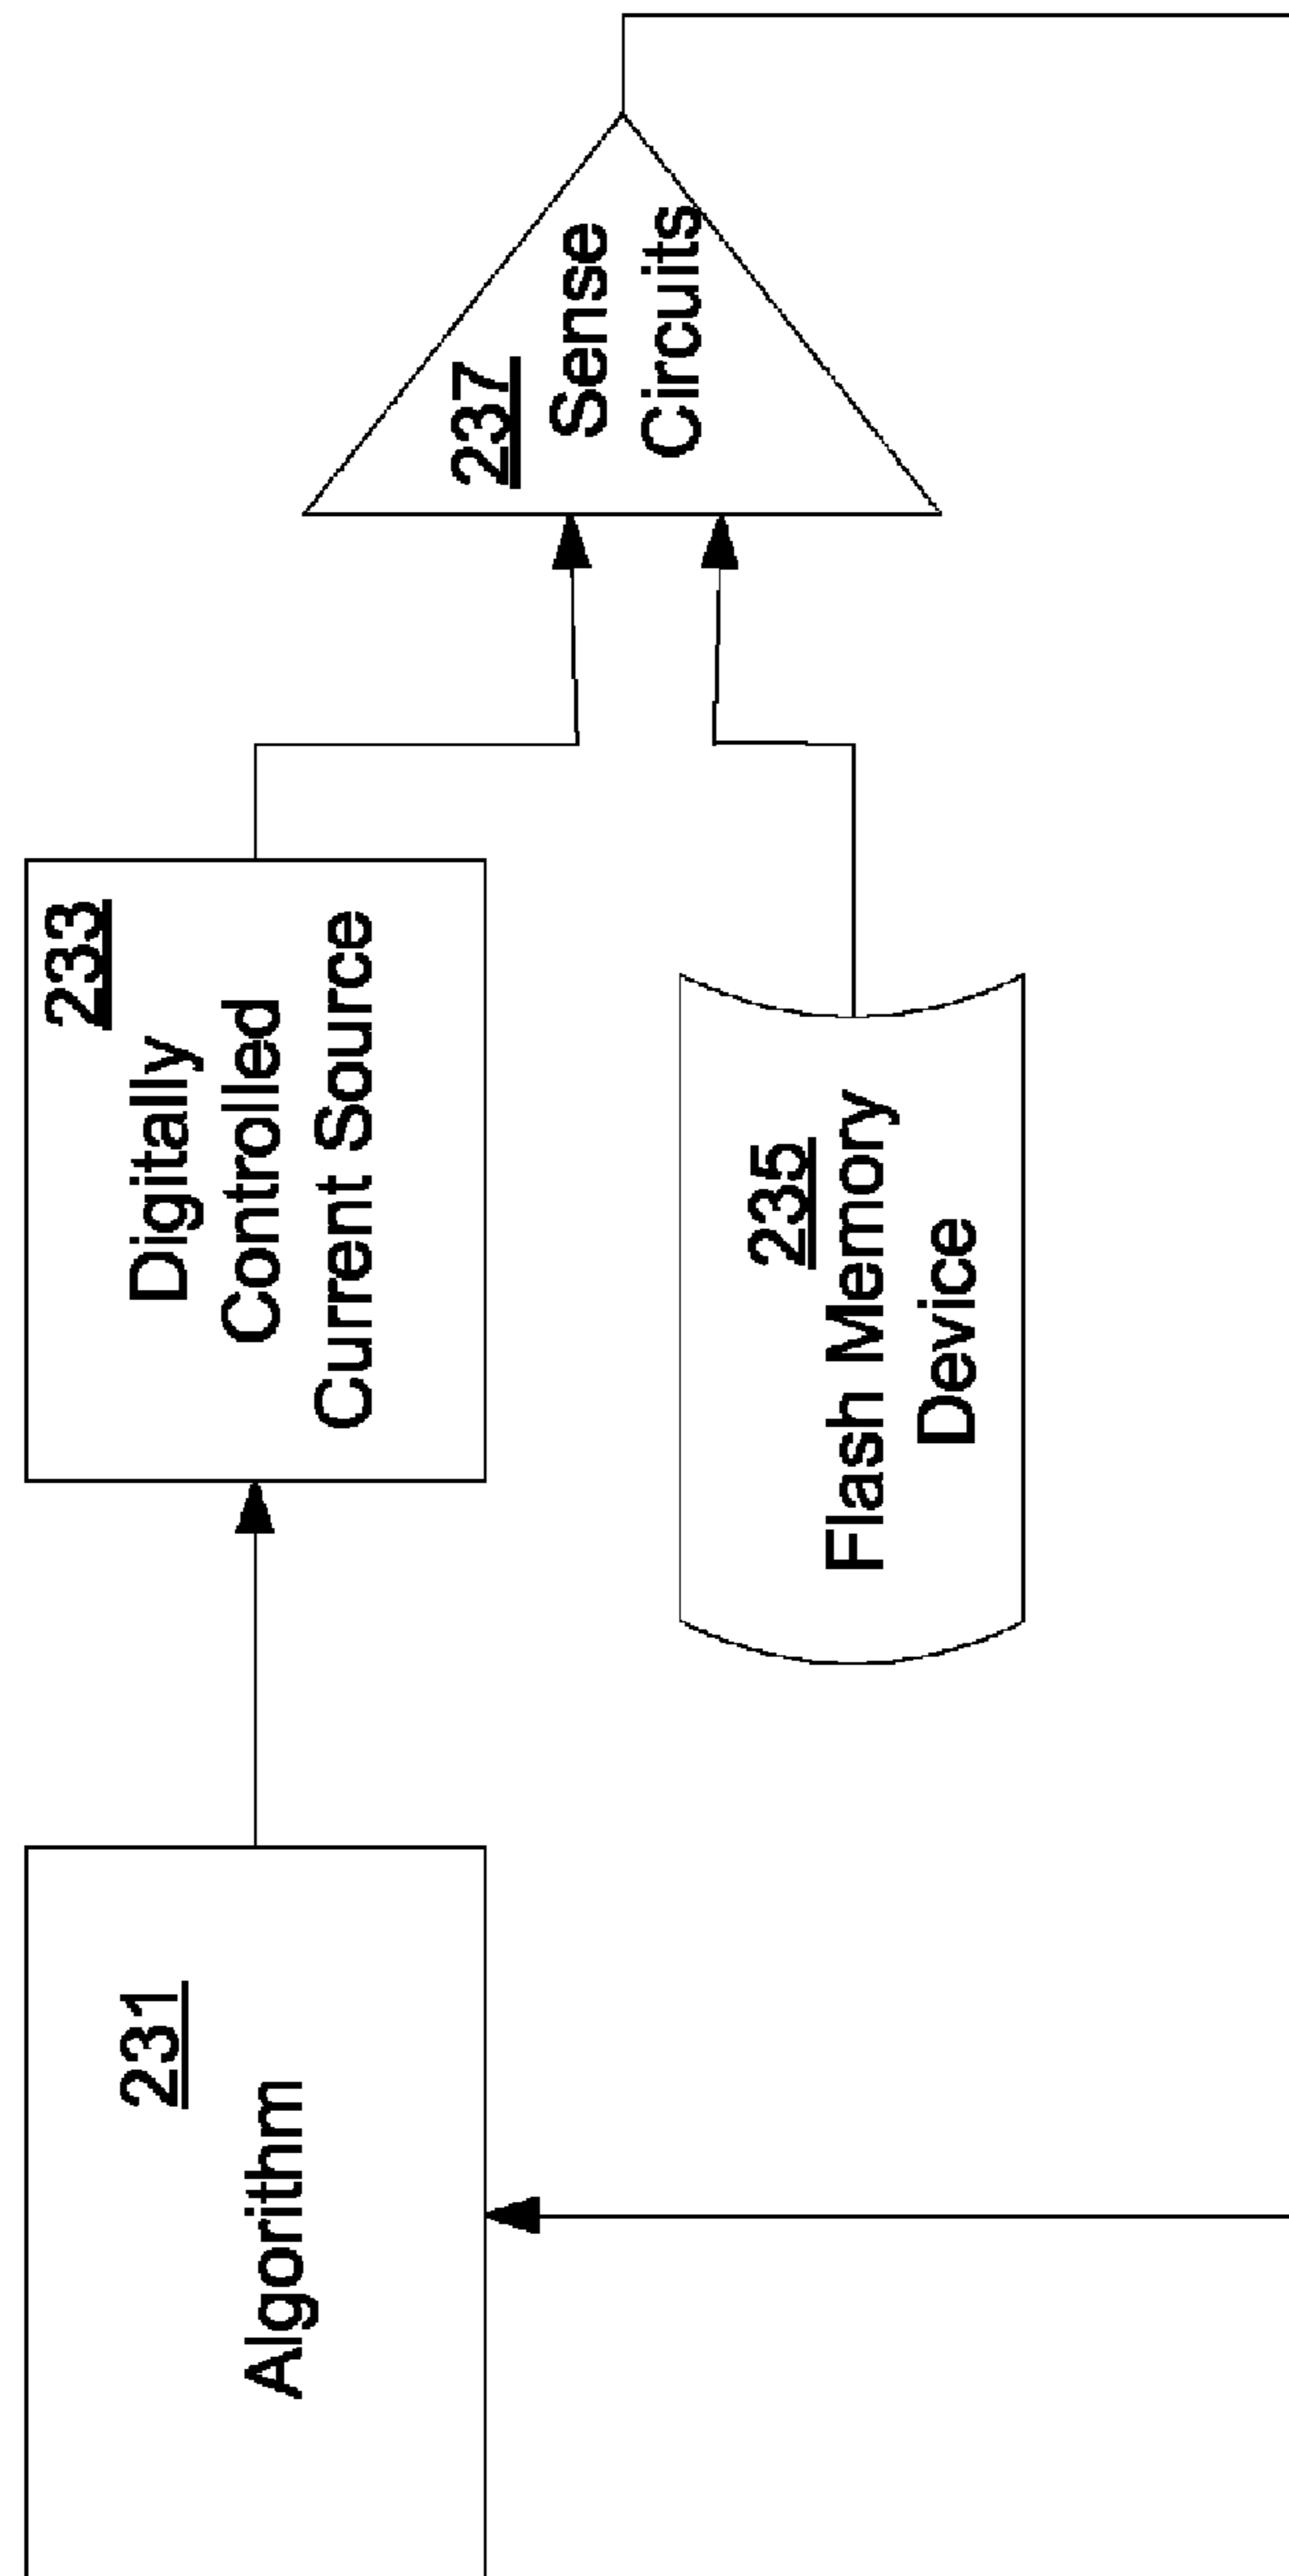 231
Algorithm
233
Digitally
Controlled
Current Source
235
Flash Memory
Device
237
Sense
Circuits